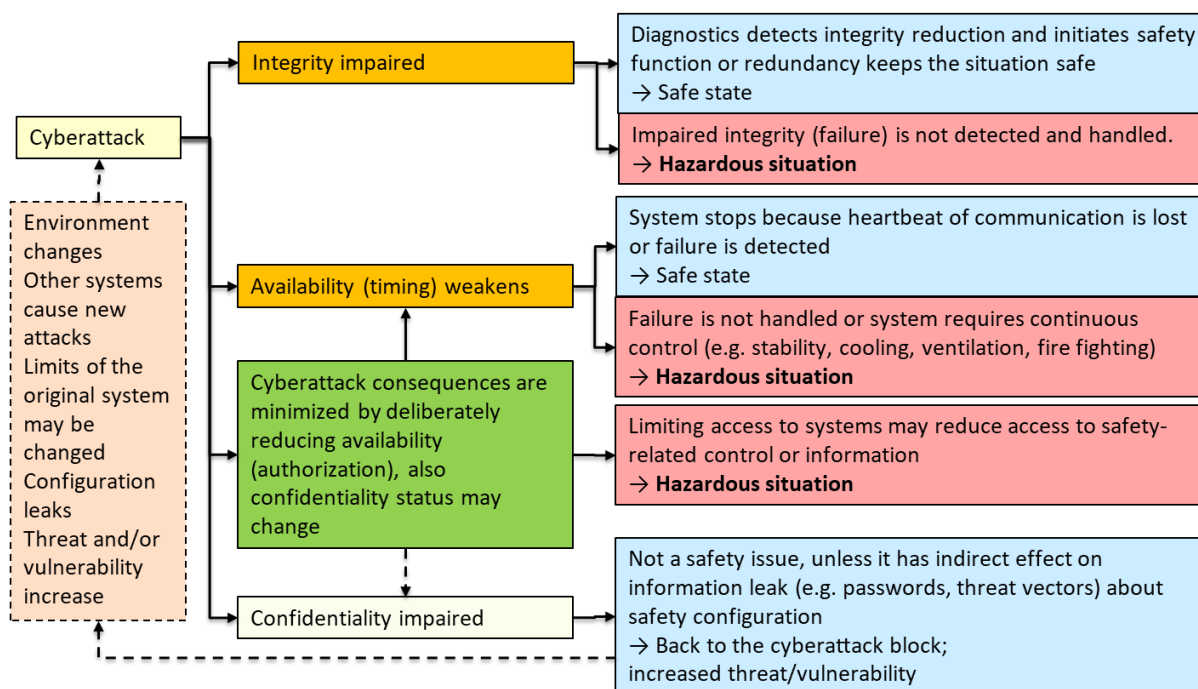 Cyberattack
Environment
changes
Other systems
cause new
attacks
Limits of the
original system
may be
changed
Configuration
leaks
Threat and/or
vulnerability
increase
Integrity impaired
Availability (timing) weakens
Cyberattack consequences are
minimized by deliberately
reducing availability
(authorization), also
confidentiality status may
change
Confidentiality impaired
Diagnostics detects integrity reduction and initiates safety
function or redundancy keeps the situation safe
→ Safe state
Impaired integrity (failure) is not detected and handled.
→ Hazardous situation
System stops because heartbeat of communication is lost
or failure is detected
→ Safe state
Failure is not handled or system requires continuous
control (e.g. stability, cooling, ventilation, fire fighting)
→ Hazardous situation
Limiting access to systems may reduce access to safety-
related control or information
→ Hazardous situation
Not a safety issue, unless it has indirect effect on
information leak (e.g. passwords, threat vectors) about
safety configuration
→ Back to the cyberattack block;
increased threat/vulnerability